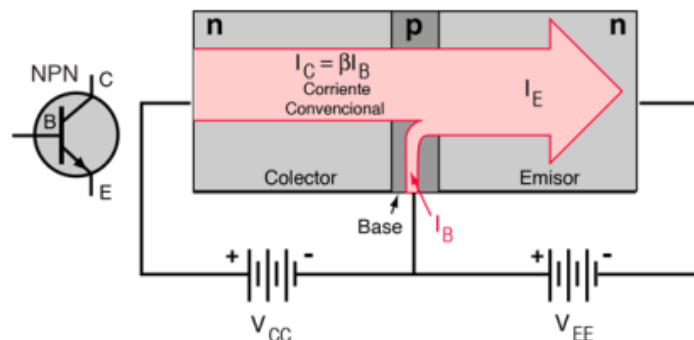 n
p
n
NPN
C
B
E
I_C = βI_B
Corriente
Convencional
I_E
Colector
Emisor
Base
I_B
+
-
+
-
V_CC
V_EE